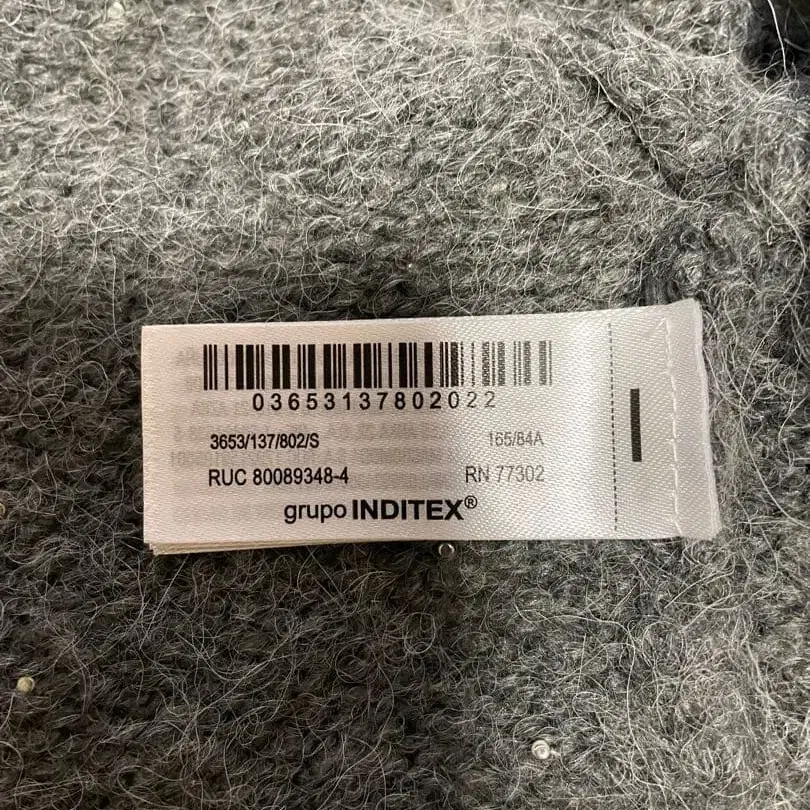 03653137802022
3653/137/802/S 165/84A
RUC 80089348-4 RN 77302
grupo INDITEX®